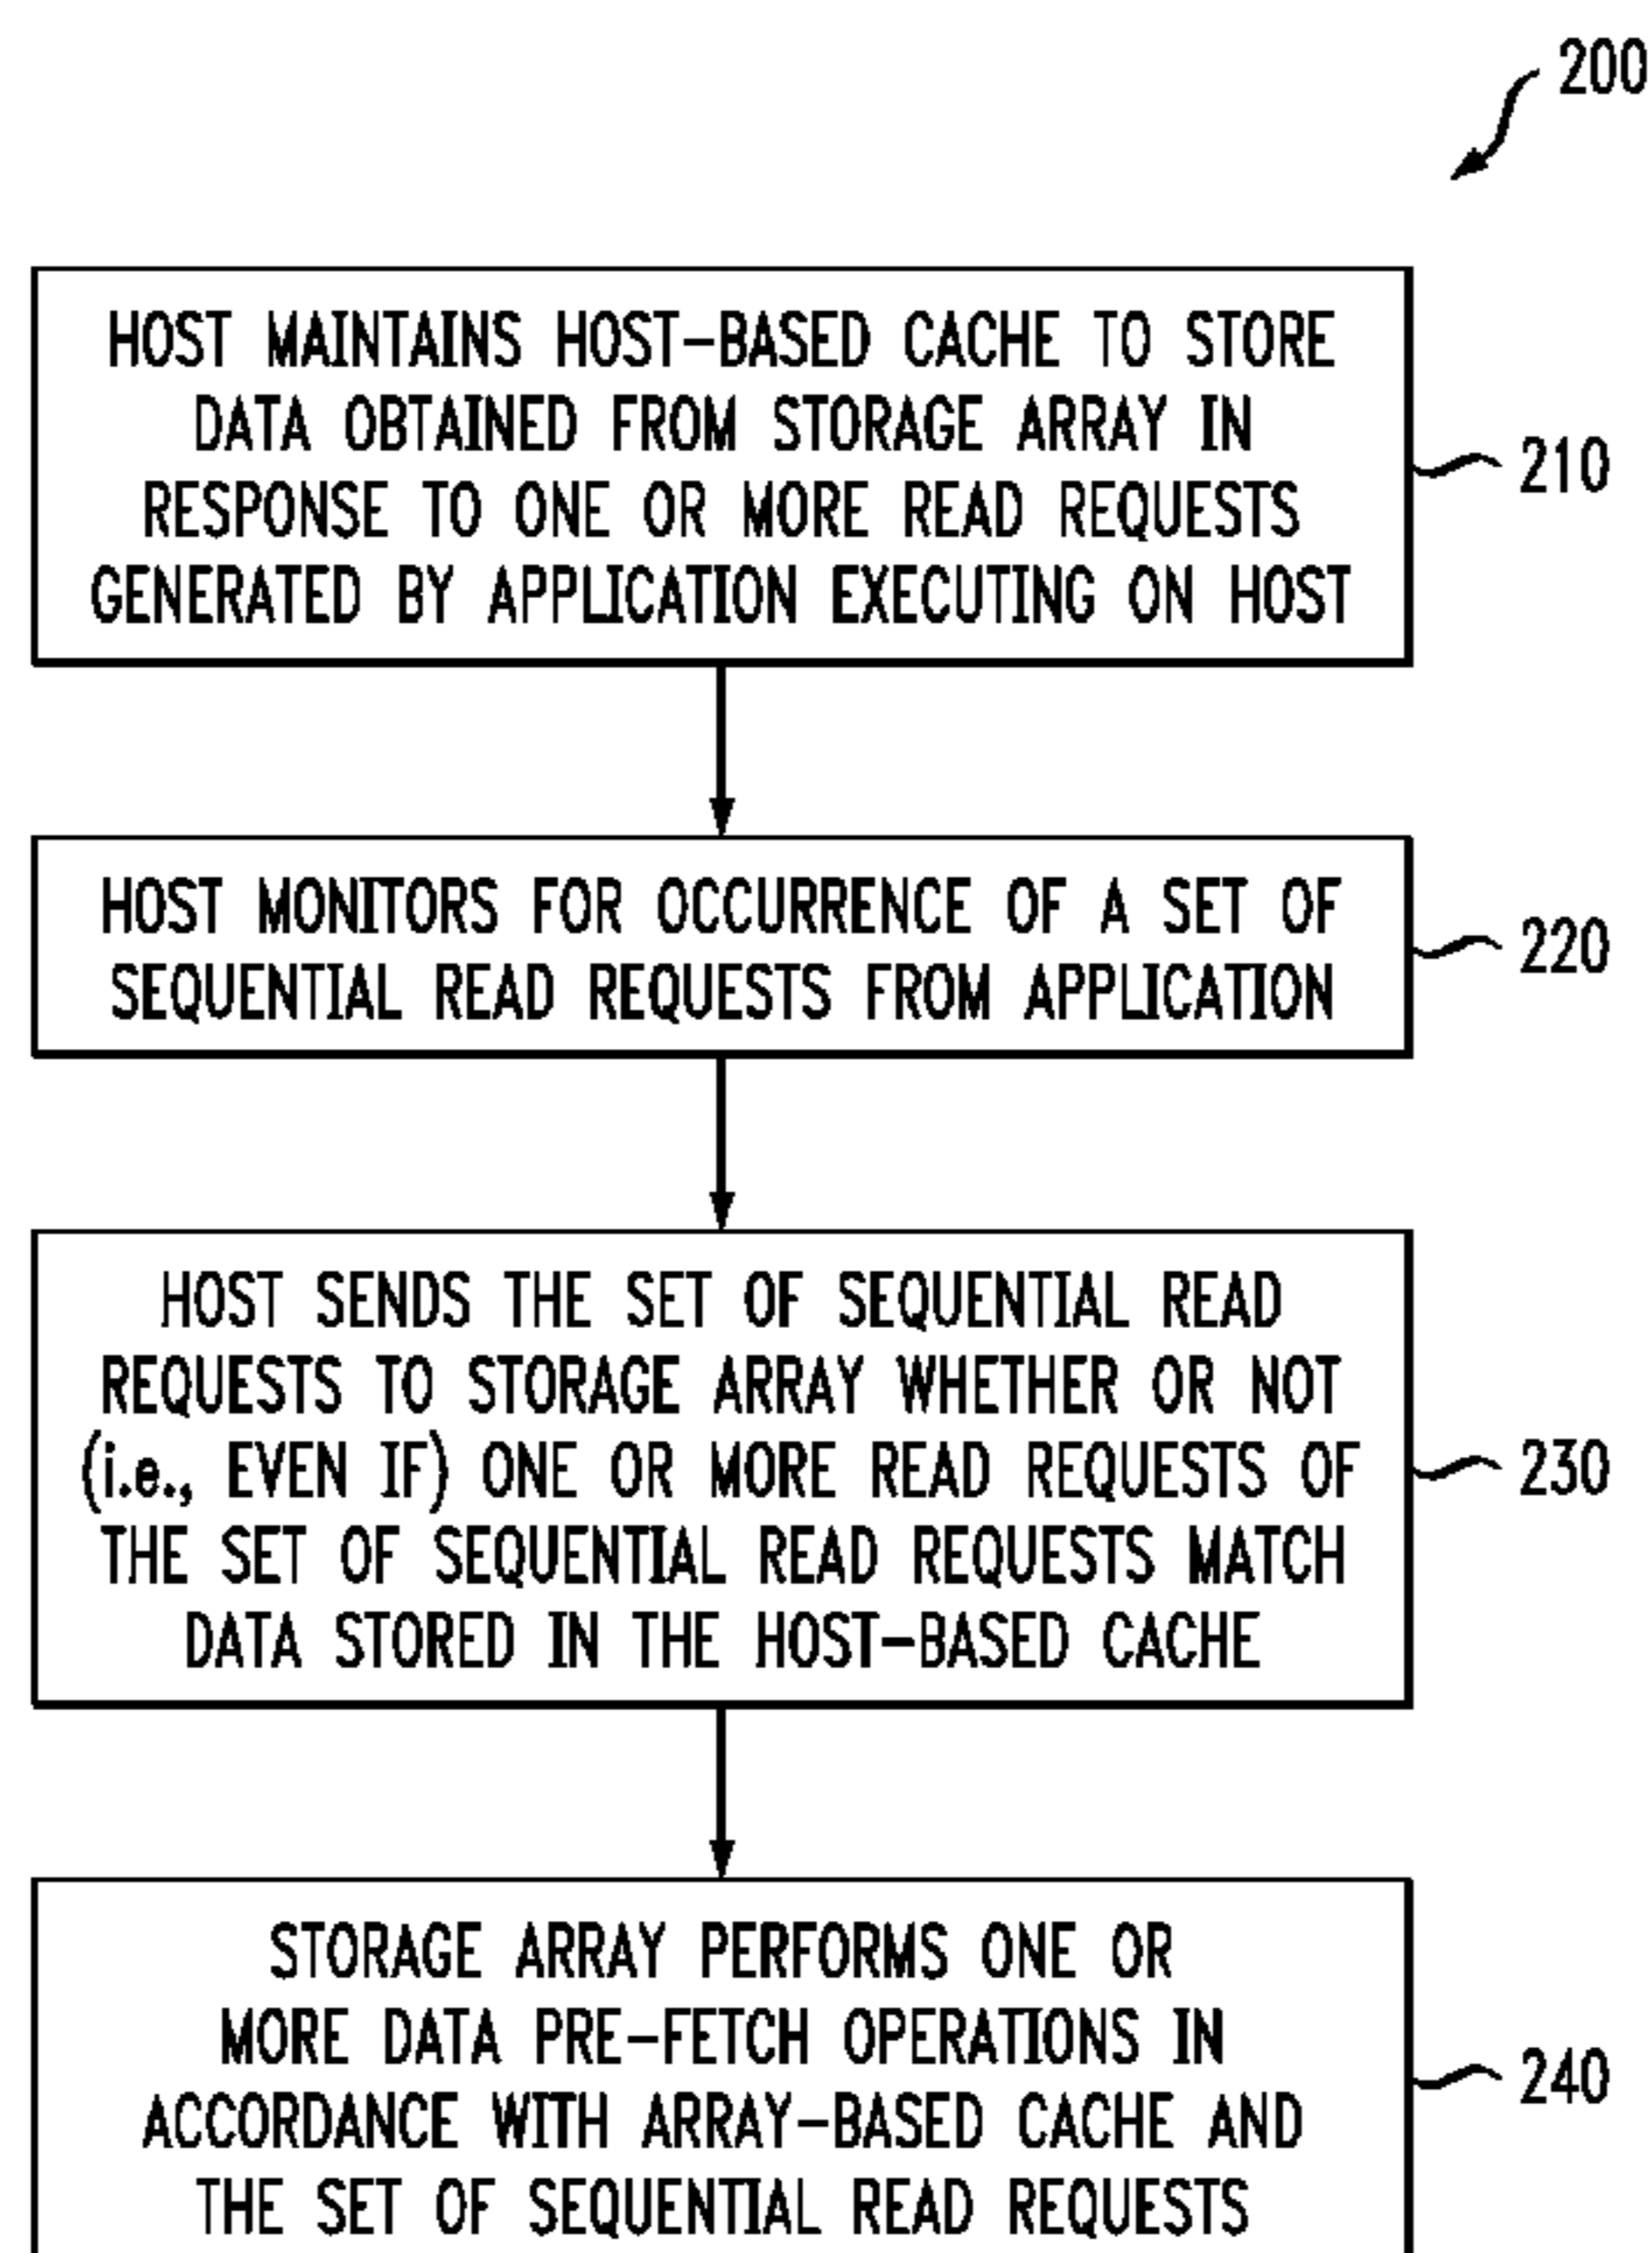 200
HOST MAINTAINS HOST-BASED CACHE TO STORE
DATA OBTAINED FROM STORAGE ARRAY IN
RESPONSE TO ONE OR MORE READ REQUESTS
GENERATED BY APPLICATION EXECUTING ON HOST
210
HOST MONITORS FOR OCCURRENCE OF A SET OF
SEQUENTIAL READ REQUESTS FROM APPLICATION
220
HOST SENDS THE SET OF SEQUENTIAL READ
REQUESTS TO STORAGE ARRAY WHETHER OR NOT
(i.e., EVEN IF) ONE OR MORE READ REQUESTS OF
THE SET OF SEQUENTIAL READ REQUESTS MATCH
DATA STORED IN THE HOST-BASED CACHE
230
STORAGE ARRAY PERFORMS ONE OR
MORE DATA PRE-FETCH OPERATIONS IN
ACCORDANCE WITH ARRAY-BASED CACHE AND
THE SET OF SEQUENTIAL READ REQUESTS
240